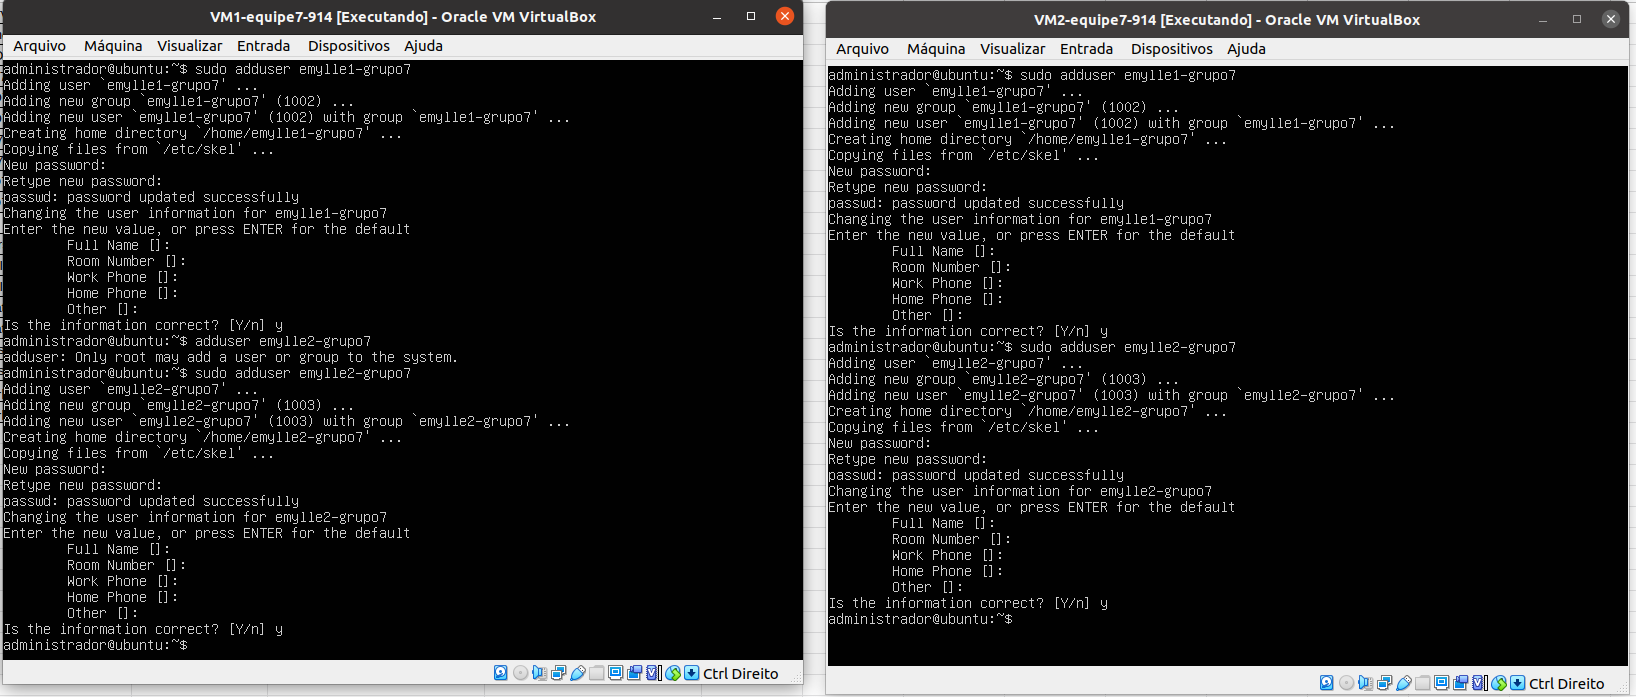 VM1-equipe7-914 [Executando] - Oracle VM VirtualBox
Arquivo Máquina Visualizar Entrada Dispositivos Ajuda
administrador@ubuntu:~$ sudo adduser emylle1-grupo7
Adding user `emylle1-grupo7' ...
Adding new group `emylle1-grupo7' (1002) ...
Adding new user `emylle1-grupo7' (1002) with group `emylle1-grupo7' ...
Creating home directory `/home/emylle1-grupo7' ...
Copying files from `/etc/skel' ...
New password:
Retype new password:
passwd: password updated successfully
Changing the user information for emylle1-grupo7
Enter the new value, or press ENTER for the default
Full Name []:
Room Number []:
Work Phone []:
Home Phone []:
Other []:
Is the information correct? [Y/n] y
administrador@ubuntu:~$ adduser emylle2-grupo7
adduser: Only root may add a user or group to the system.
administrador@ubuntu:~$ sudo adduser emylle2-grupo7
Adding user `emylle2-grupo7' ...
Adding new group `emylle2-grupo7' (1003) ...
Adding new user `emylle2-grupo7' (1003) with group `emylle2-grupo7' ...
Creating home directory `/home/emylle2-grupo7' ...
Copying files from `/etc/skel' ...
New password:
Retype new password:
passwd: password updated successfully
Changing the user information for emylle2-grupo7
Enter the new value, or press ENTER for the default
Full Name []:
Room Number []:
Work Phone []:
Home Phone []:
Other []:
Is the information correct? [Y/n] y
administrador@ubuntu:~$
Ctrl Direito
VM2-equipe7-914 [Executando] - Oracle VM VirtualBox
Arquivo Máquina Visualizar Entrada Dispositivos Ajuda
administrador@ubuntu:~$ sudo adduser emylle1-grupo7
Adding user `emylle1-grupo7' ...
Adding new group `emylle1-grupo7' (1002) ...
Adding new user `emylle1-grupo7' (1002) with group `emylle1-grupo7' ...
Creating home directory `/home/emylle1-grupo7' ...
Copying files from `/etc/skel' ...
New password:
Retype new password:
passwd: password updated successfully
Changing the user information for emylle1-grupo7
Enter the new value, or press ENTER for the default
Full Name []:
Room Number []:
Work Phone []:
Home Phone []:
Other []:
Is the information correct? [Y/n] y
administrador@ubuntu:~$ sudo adduser emylle2-grupo7
Adding user `emylle2-grupo7' ...
Adding new group `emylle2-grupo7' (1003) ...
Adding new user `emylle2-grupo7' (1003) with group `emylle2-grupo7' ...
Creating home directory `/home/emylle2-grupo7' ...
Copying files from `/etc/skel' ...
New password:
Retype new password:
passwd: password updated successfully
Changing the user information for emylle2-grupo7
Enter the new value, or press ENTER for the default
Full Name []:
Room Number []:
Work Phone []:
Home Phone []:
Other []:
Is the information correct? [Y/n] y
administrador@ubuntu:~$
Ctrl Direito